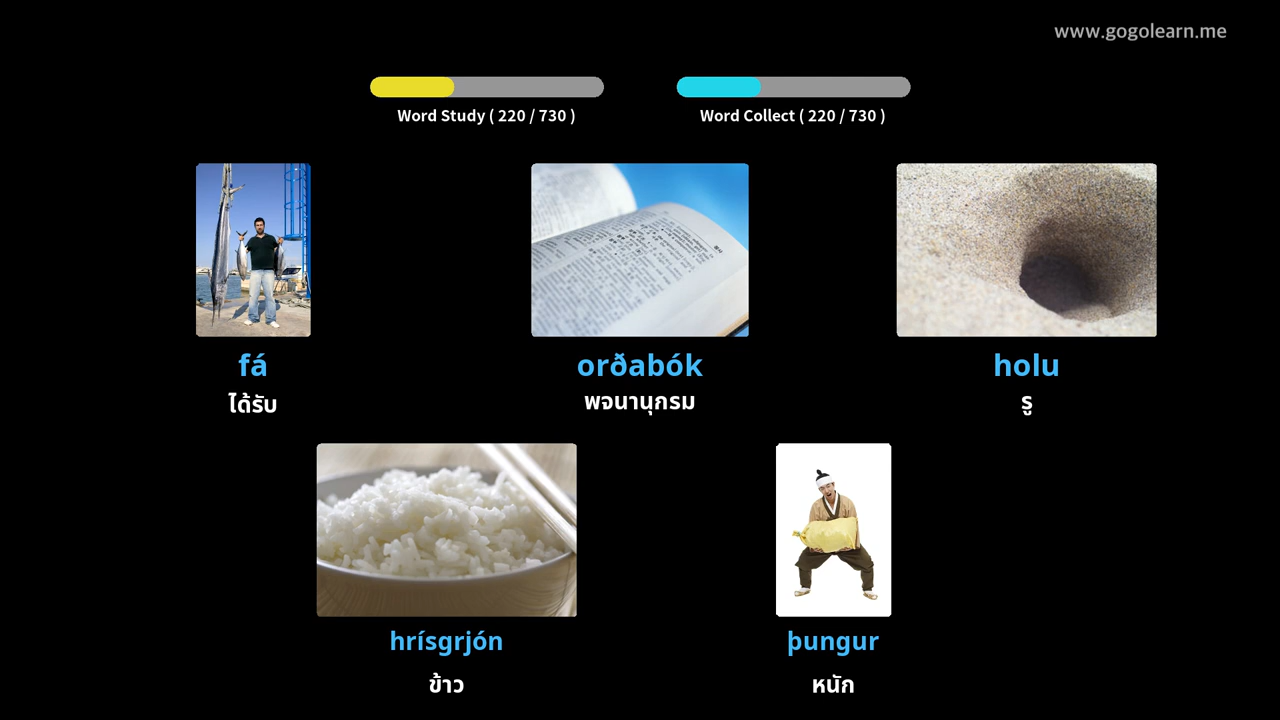 www.gogolearn.me
Word Study ( 220 / 730 )
Word Collect ( 220 / 730 )
fá
ได้รับ
orðabók
พจนานุกรม
holu
รู
hrísgrjón
ข้าว
þungur
หนัก